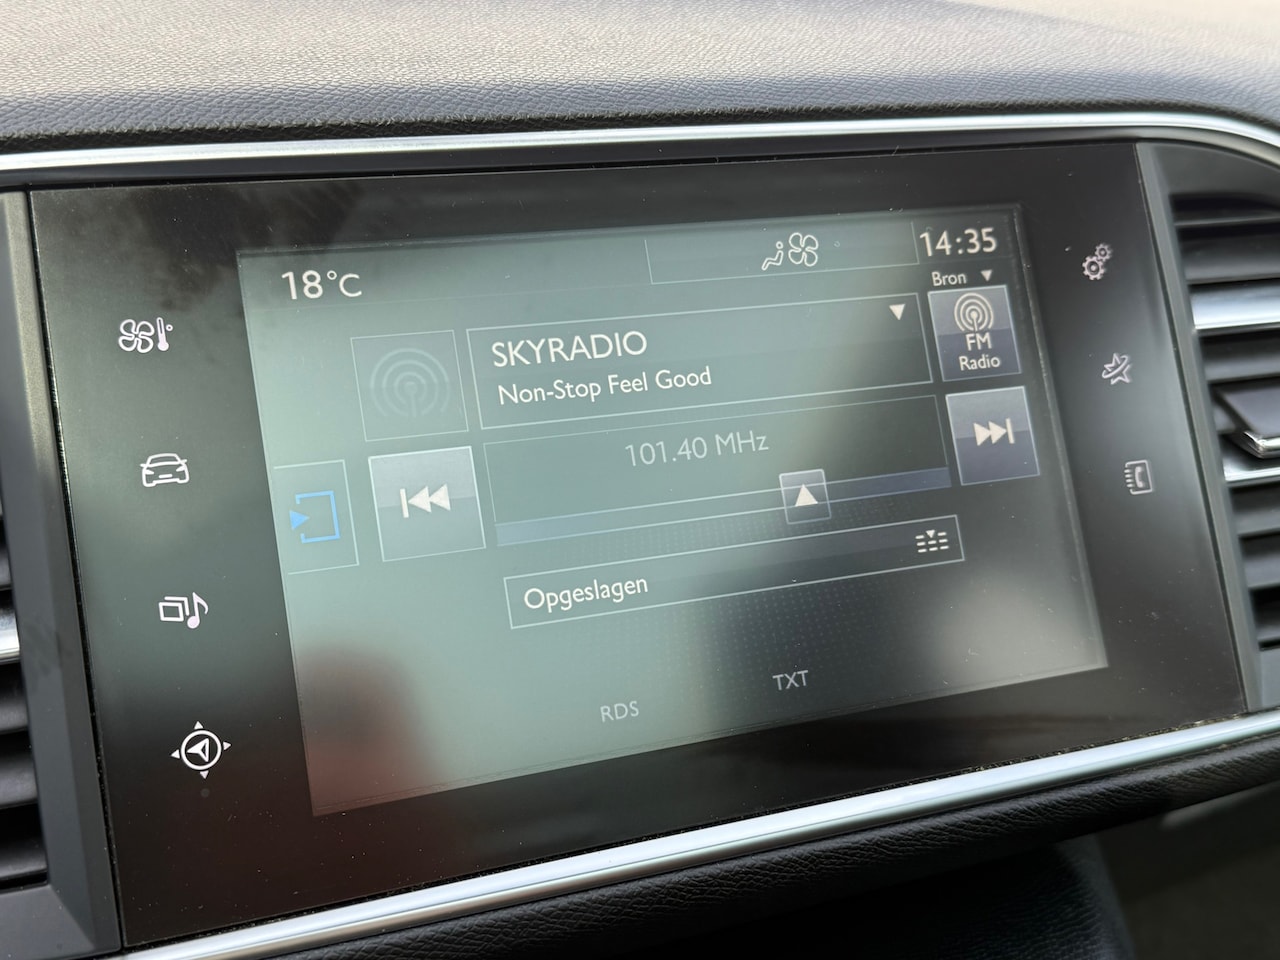 18°C
14:35
Bron
SKYRADIO
Non-Stop Feel Good
FM
Radio
101.40 MHz
Opgeslagen
RDS
TXT